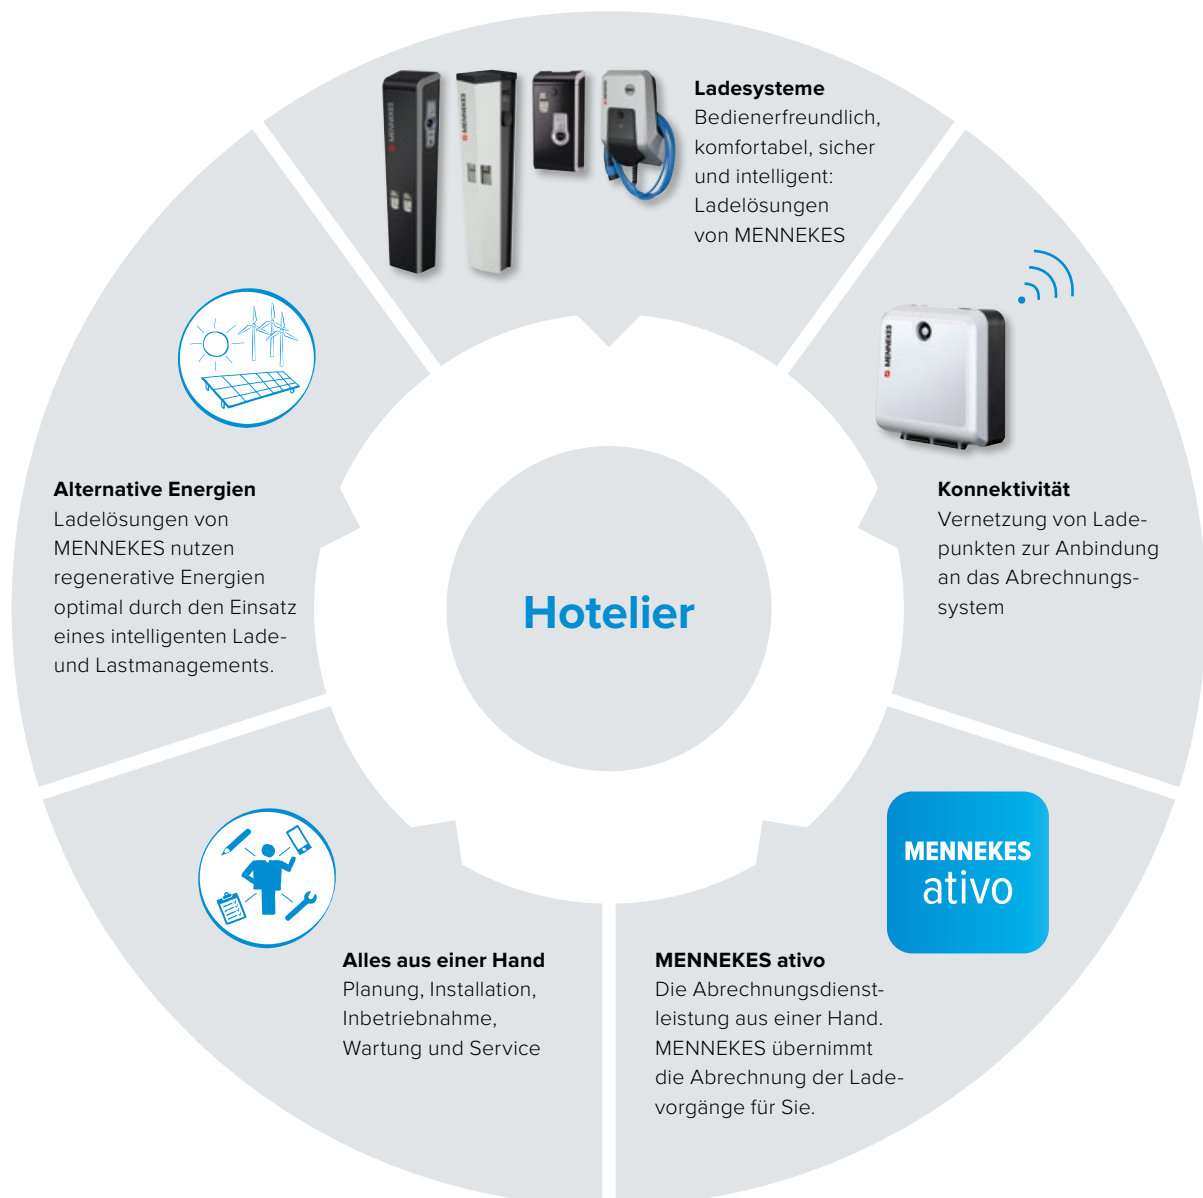 Ladesysteme
Bedienerfreundlich,
komfortabel, sicher
und intelligent:
Ladelösungen
von MENNEKES
MENNEKES
MENNEKES
MENNEKES
Konnektivität
Vernetzung von Lade-
punkten zur Anbindung
an das Abrechnungs-
system
Alternative Energien
Ladelösungen von
MENNEKES nutzen
regenerative Energien
optimal durch den Einsatz
eines intelligenten Lade-
und Lastmanagements.
Hotelier
MENNEKES
ativo
MENNEKES ativo
Die Abrechnungsdienst-
leistung aus einer Hand.
MENNEKES übernimmt
die Abrechnung der Lade-
vorgänge für Sie.
Alles aus einer Hand
Planung, Installation,
Inbetriebnahme,
Wartung und Service